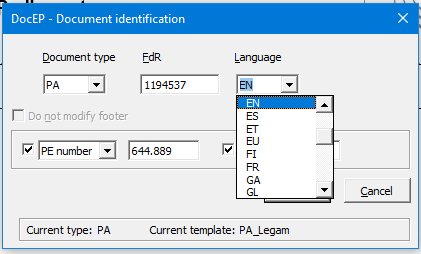 DocEP - Document identification
Document type FdR Language
PA 1194537 EN
EN
ES
ET
EU
FI
FR
GA
GL
Do not modify footer
PE number 644.889
Cancel
Current type: PA Current template: PA_Legam